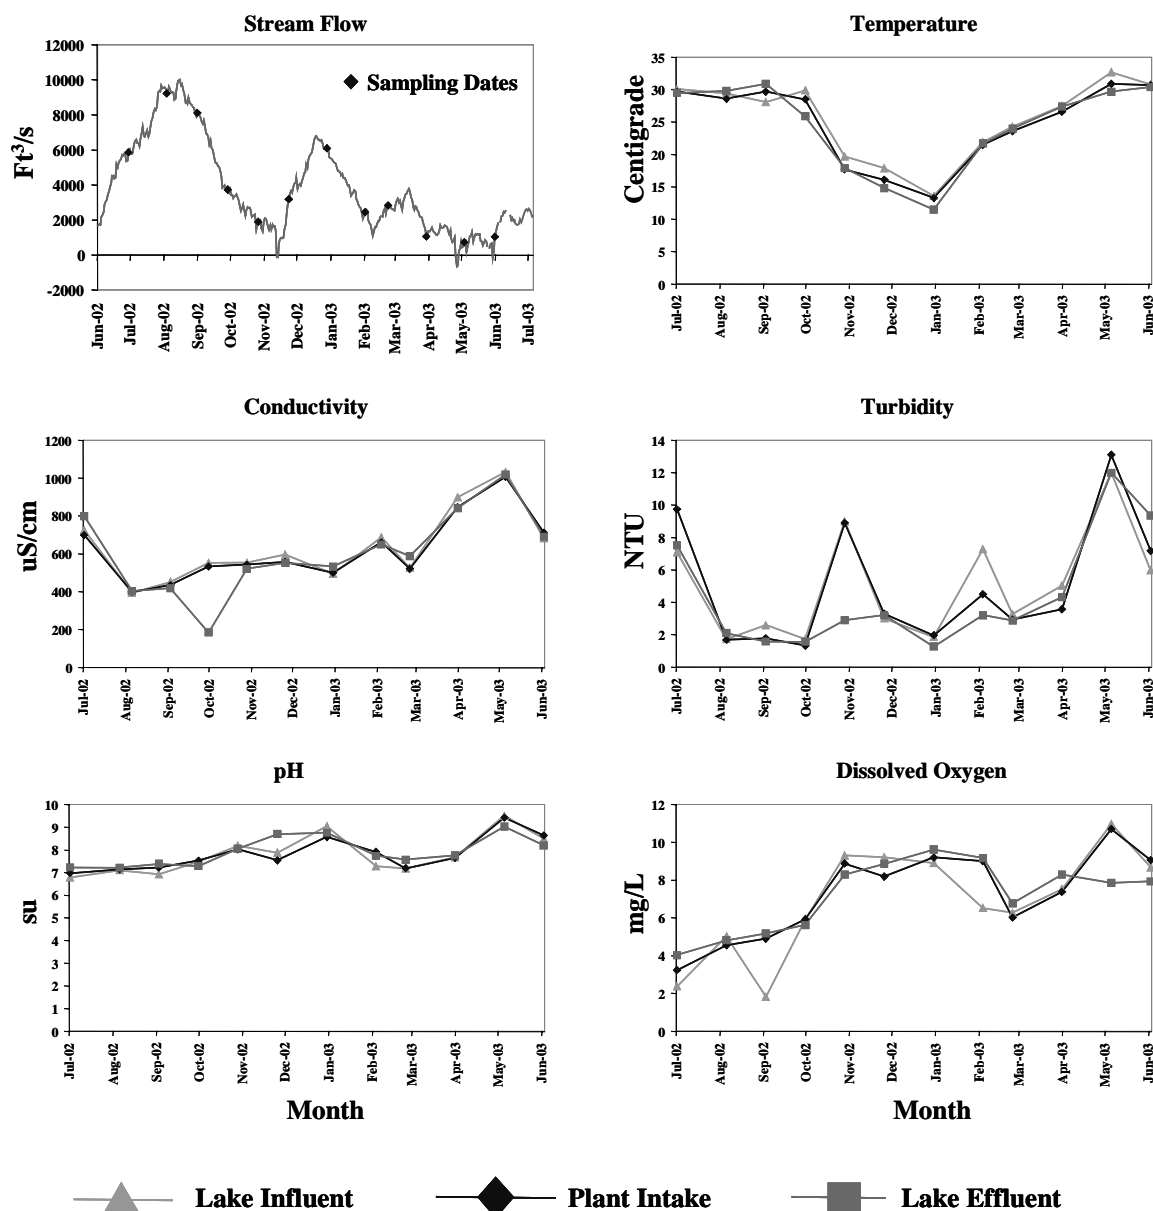 Stream Flow
Sampling Dates
Ft³/s
12000
10000
8000
6000
4000
2000
0
-2000
Jun-02
Jul-02
Aug-02
Sep-02
Oct-02
Nov-02
Dec-02
Jan-03
Feb-03
Mar-03
Apr-03
May-03
Jun-03
Jul-03
Temperature
Centigrade
35
30
25
20
15
10
5
0
Jul-02
Aug-02
Sep-02
Oct-02
Nov-02
Dec-02
Jan-03
Feb-03
Mar-03
Apr-03
May-03
Jun-03
Conductivity
uS/cm
1200
1000
800
600
400
200
0
Jul-02
Aug-02
Sep-02
Oct-02
Nov-02
Dec-02
Jan-03
Feb-03
Mar-03
Apr-03
May-03
Jun-03
Turbidity
NTU
14
12
10
8
6
4
2
0
Jul-02
Aug-02
Sep-02
Oct-02
Nov-02
Dec-02
Jan-03
Feb-03
Mar-03
Apr-03
May-03
Jun-03
pH
su
10
9
8
7
6
5
4
3
2
1
0
Jul-02
Aug-02
Sep-02
Oct-02
Nov-02
Dec-02
Jan-03
Feb-03
Mar-03
Apr-03
May-03
Jun-03
Month
Dissolved Oxygen
mg/L
12
10
8
6
4
2
0
Jul-02
Aug-02
Sep-02
Oct-02
Nov-02
Dec-02
Jan-03
Feb-03
Mar-03
Apr-03
May-03
Jun-03
Month
Lake Influent
Plant Intake
Lake Effluent